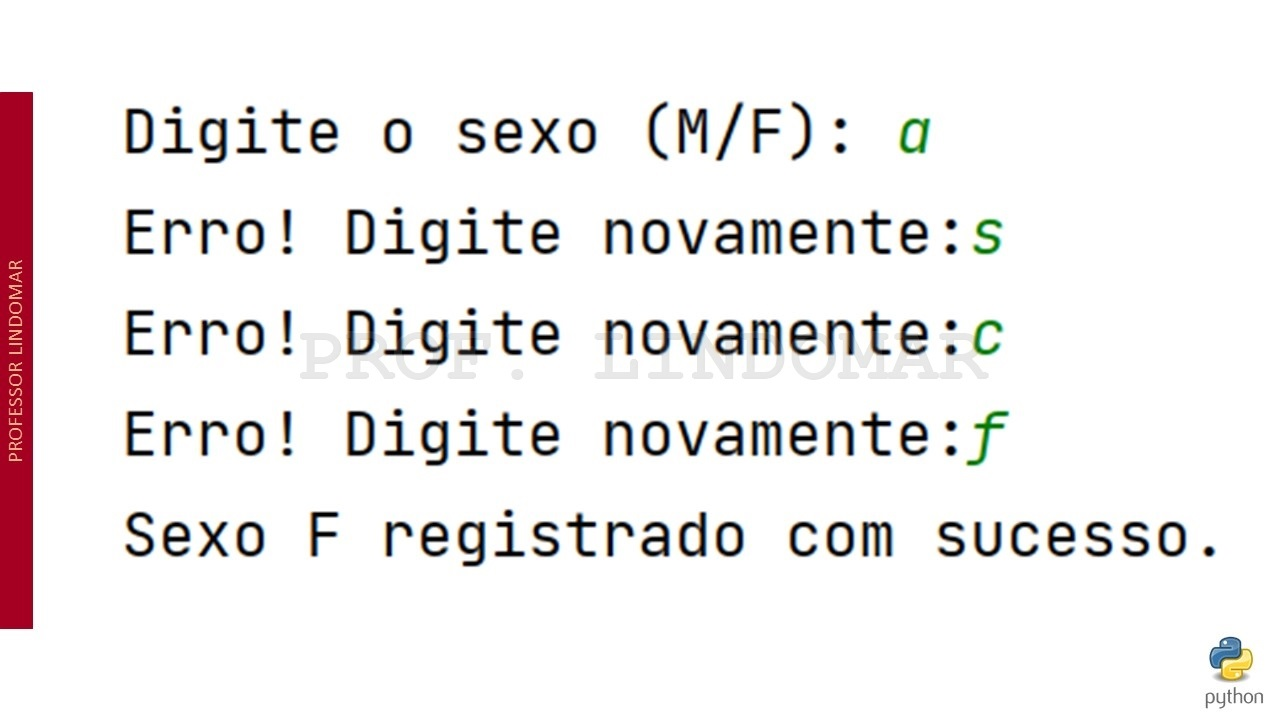 Digite o sexo (M/F): a
Erro! Digite novamente:s
Erro! Digite novamente:c
Erro! Digite novamente:f
Sexo F registrado com sucesso.
PROF. LINDOMAR
PROFESSOR LINDOMAR
python